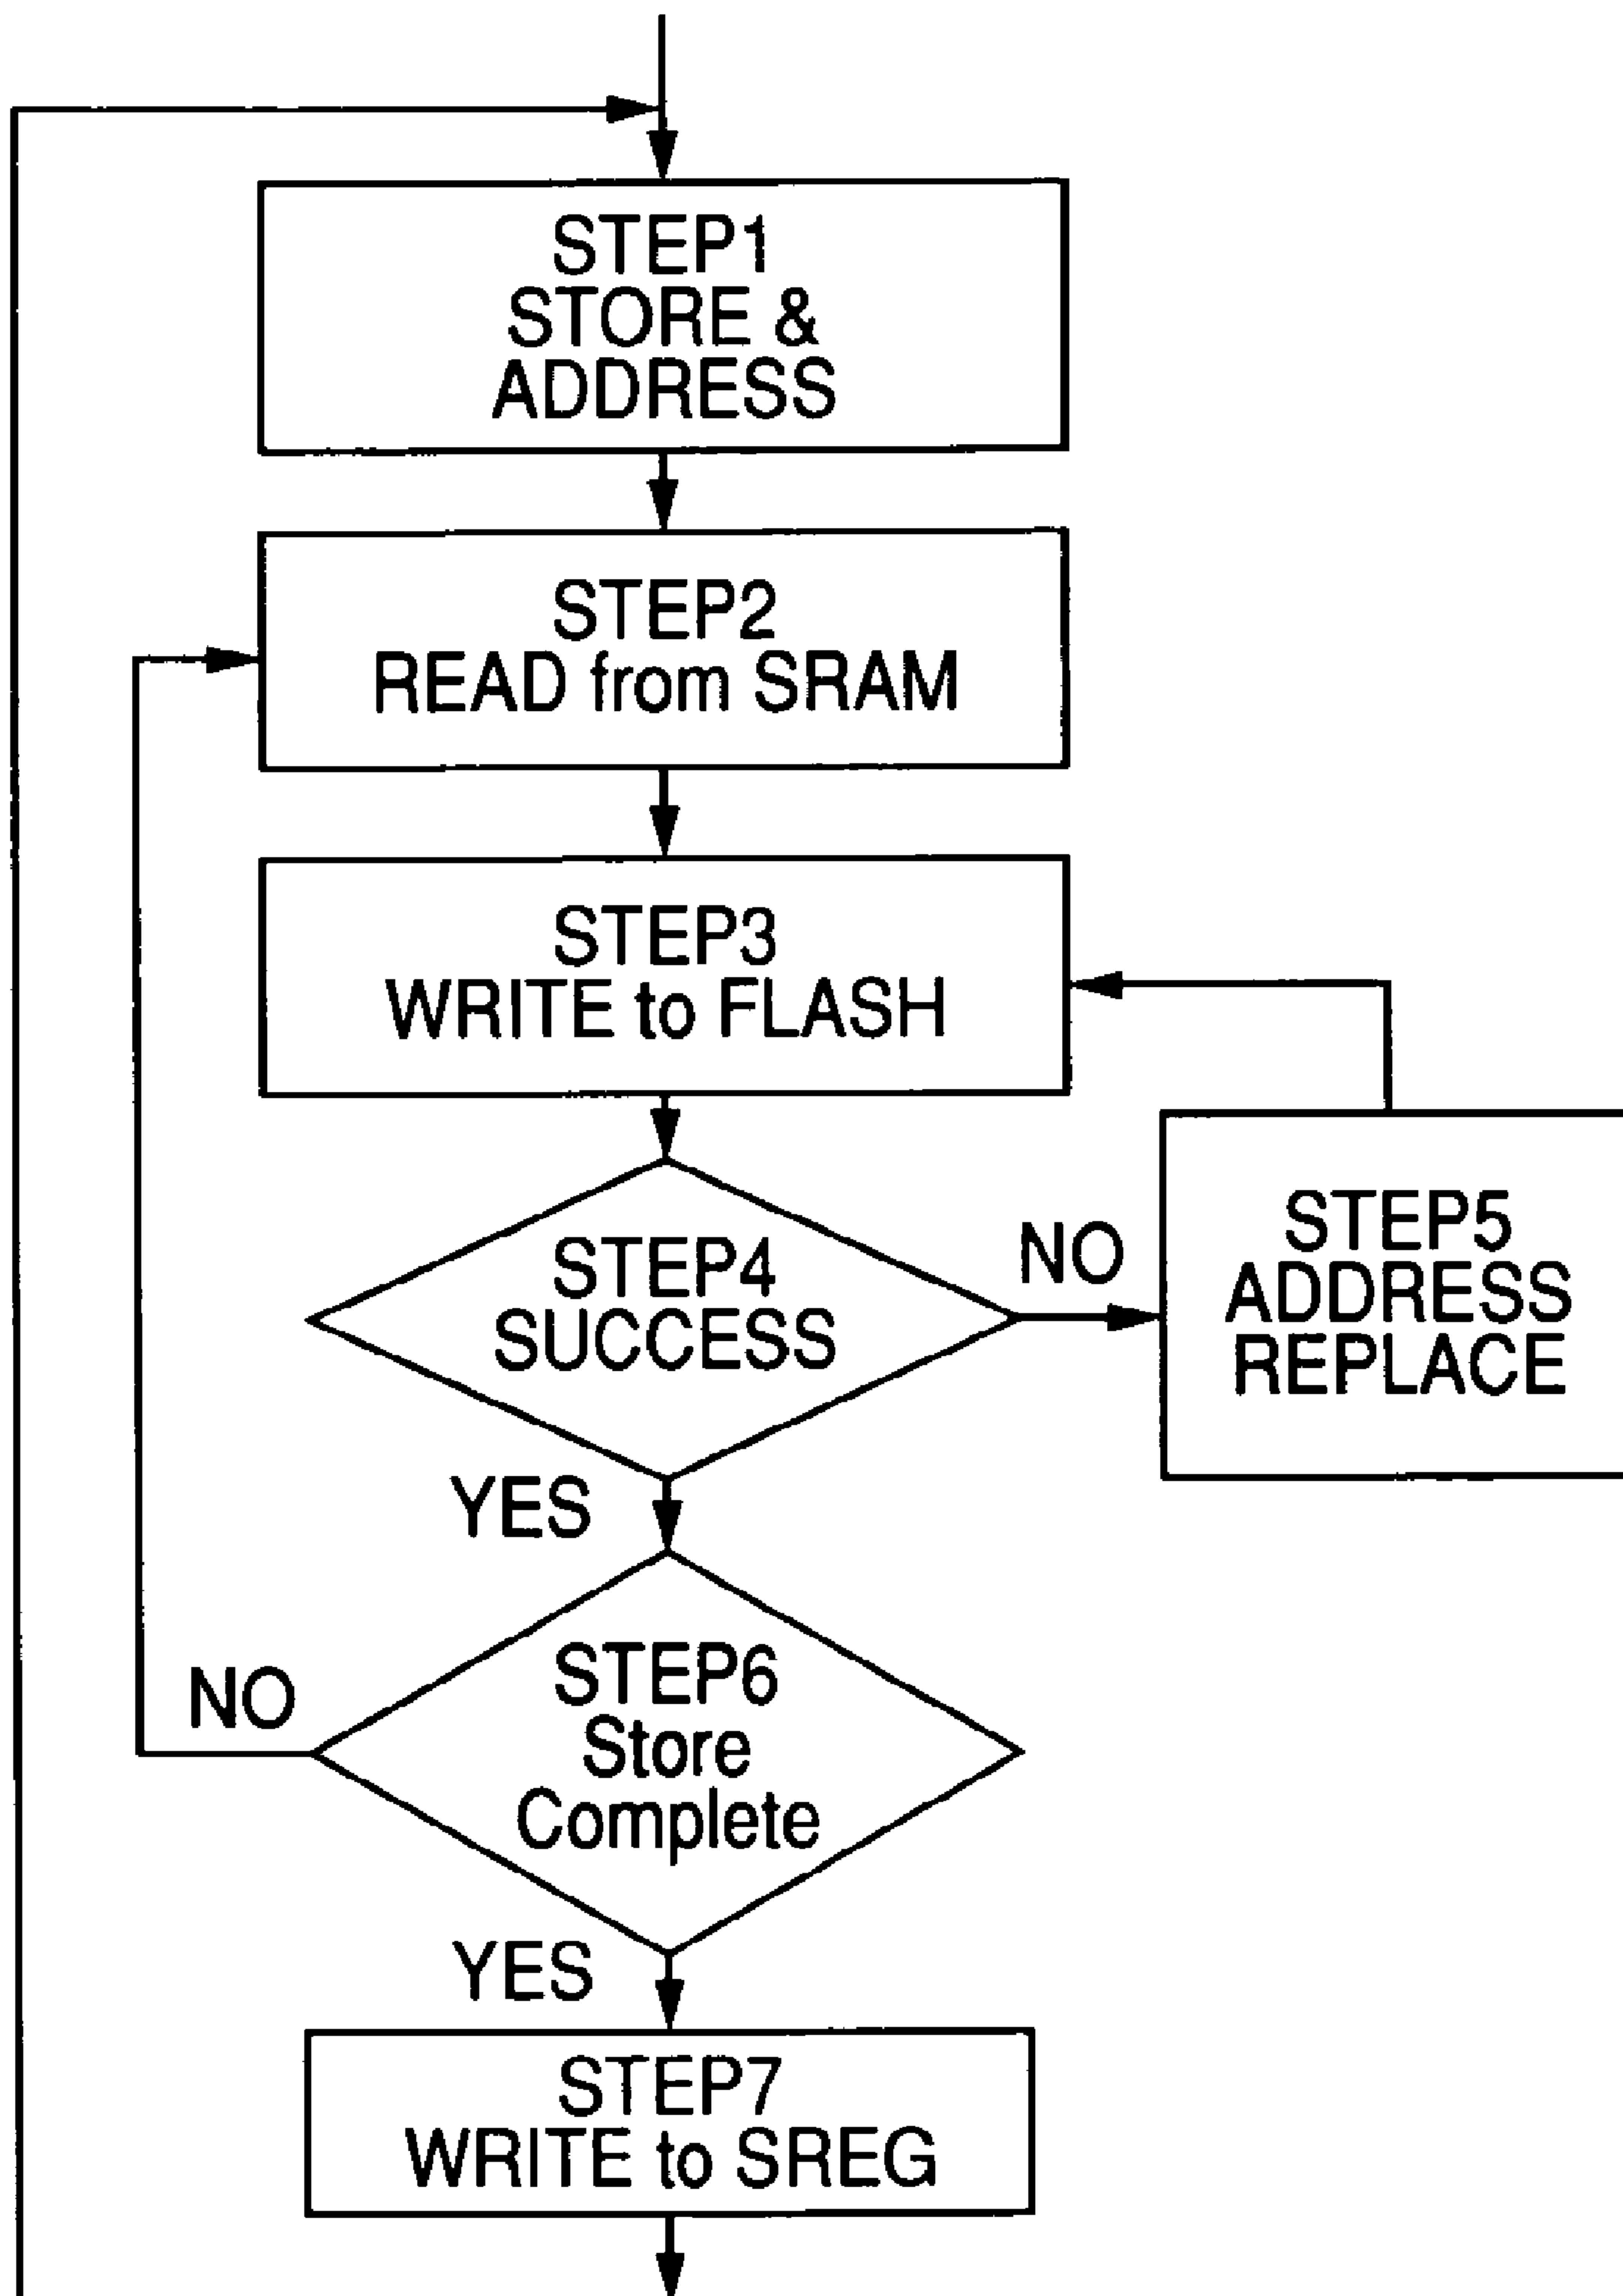 STEP1
STORE &
ADDRESS
STEP2
READ from SRAM
STEP3
WRITE to FLASH
STEP4
SUCCESS
NO
STEP5
ADDRESS
REPLACE
YES
STEP6
Store
Complete
NO
YES
STEP7
WRITE to SREG